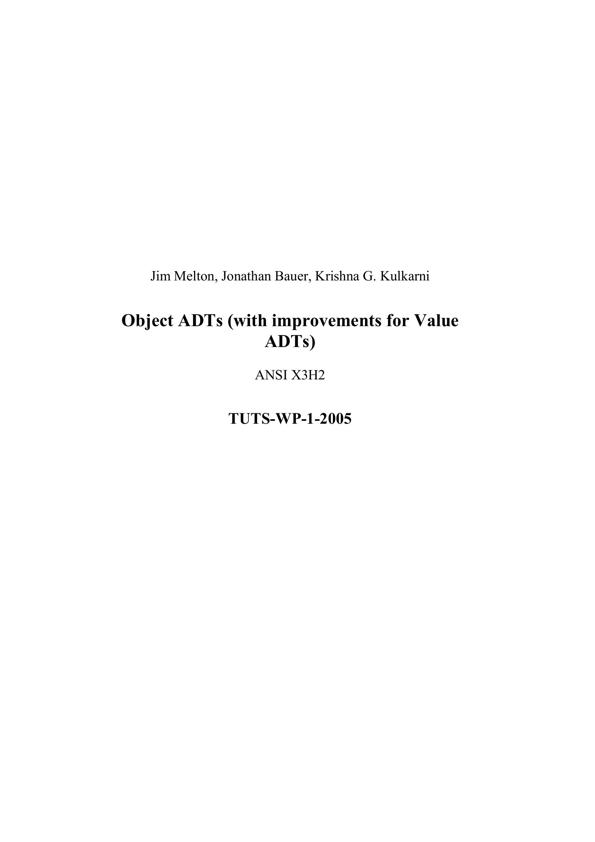 Jim Melton, Jonathan Bauer, Krishna G. Kulkarni
Object ADTs (with improvements for Value
ADTs)
ANSI X3H2
TUTS-WP-1-2005